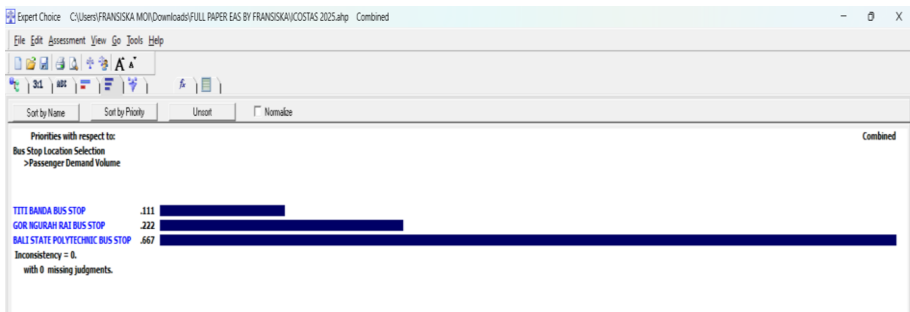 Expert Choice C:\Users\FRANSISKA MOI\Downloads\FULL PAPER EAS BY FRANSISKA\ICOSTAS 2025.ahp Combined
File Edit Assessment View Go Tools Help
3:1 ABC
Sort by Name Sort by Priority Unsort Normalize
Priorities with respect to: Combined
Bus Stop Location Selection
>Passenger Demand Volume
TITI BANDA BUS STOP .111
GOR NGURAH RAI BUS STOP .222
BALI STATE POLYTECHNIC BUS STOP .667
Inconsistency = 0.
with 0 missing judgments.